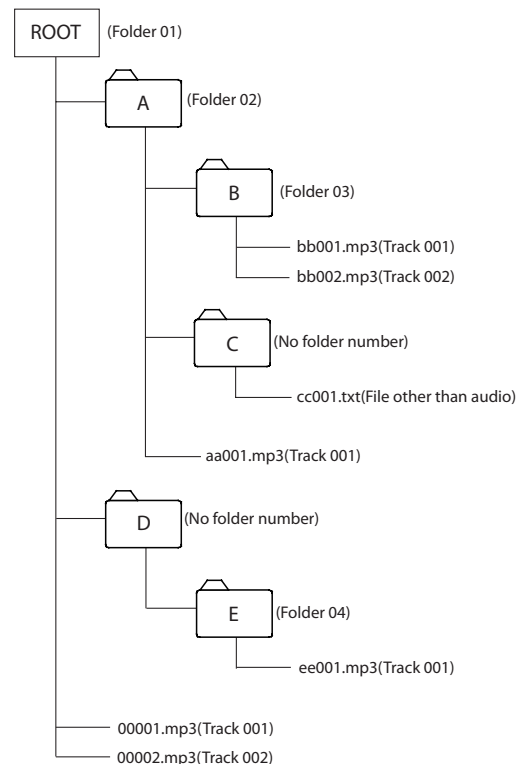 ROOT (Folder 01)
A (Folder 02)
B (Folder 03)
bb001.mp3(Track 001)
bb002.mp3(Track 002)
C (No folder number)
cc001.txt(File other than audio)
aa001.mp3(Track 001)
D (No folder number)
E (Folder 04)
ee001.mp3(Track 001)
00001.mp3(Track 001)
00002.mp3(Track 002)